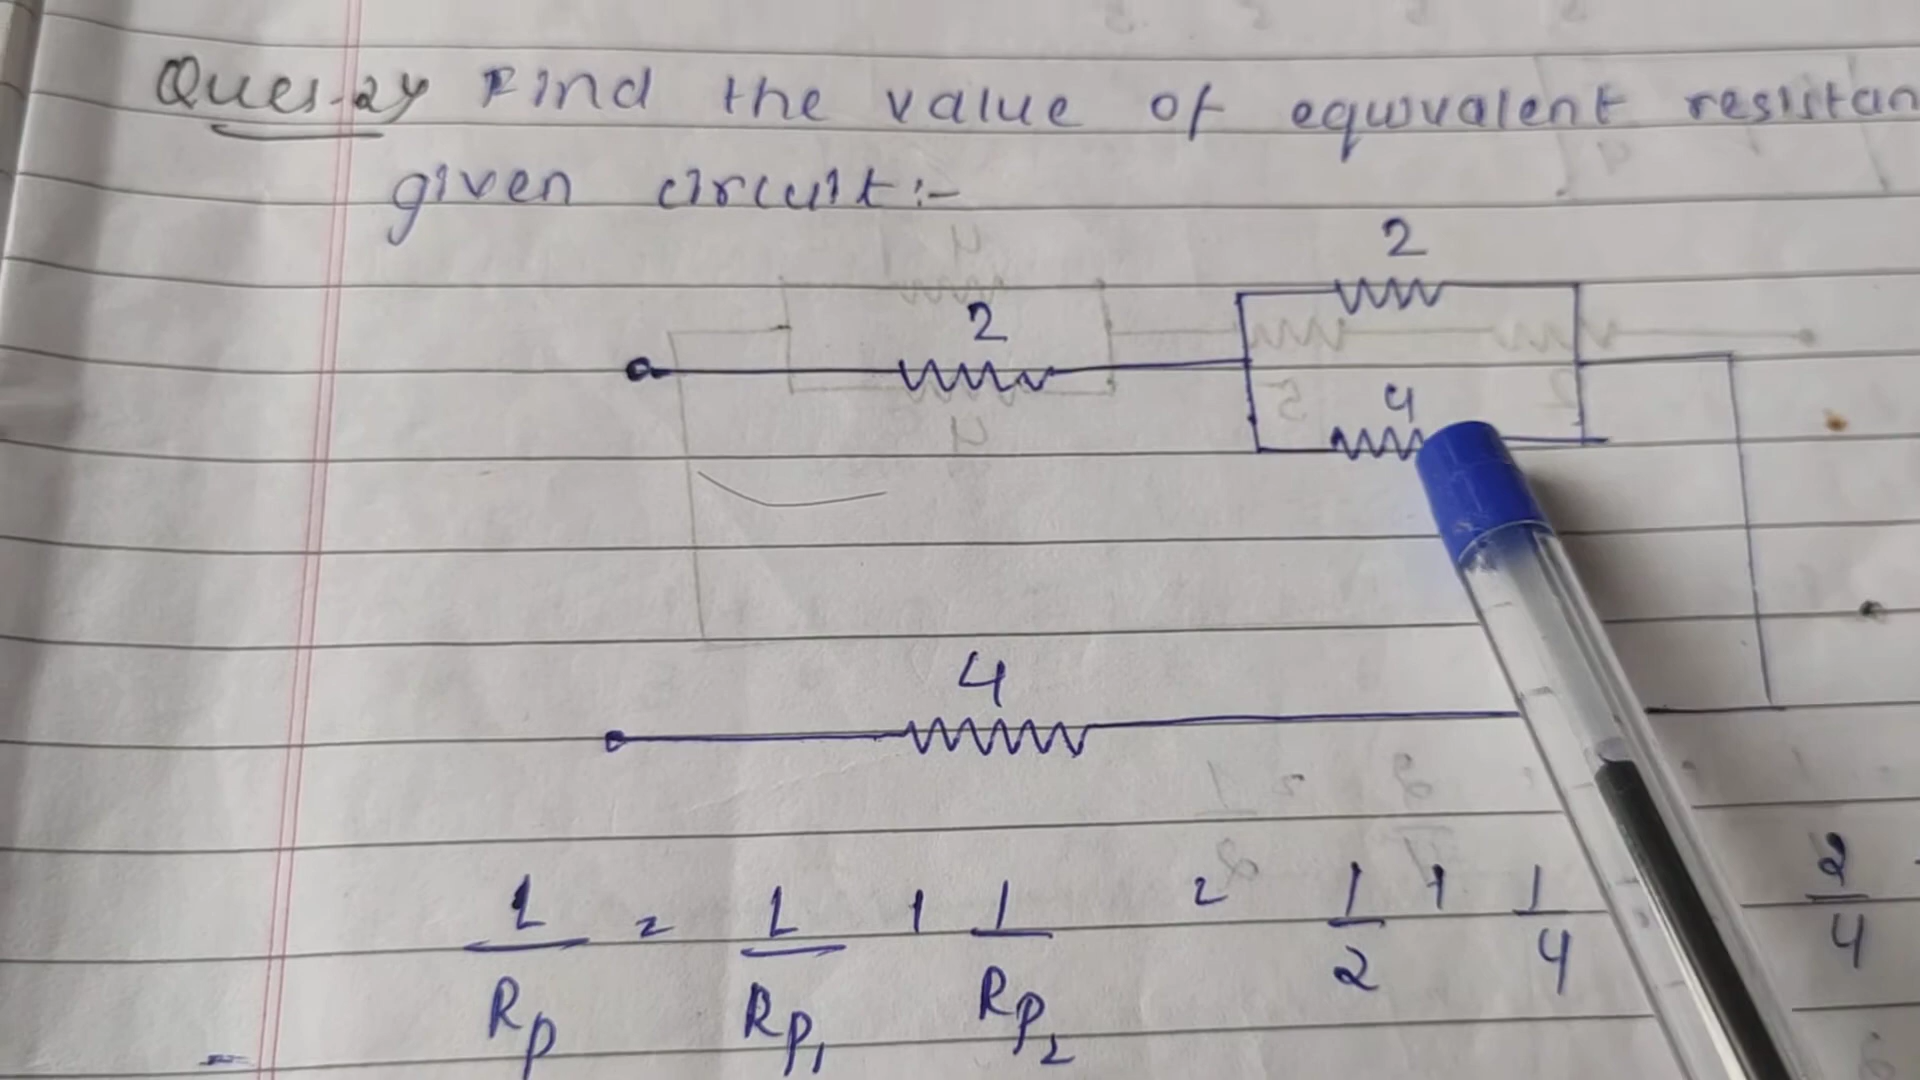 Ques-24 Find the value of equivalent resistan
given circuit:-
2
2
4
4
1/Rp = 1/Rp1 + 1/Rp2 = 1/2 + 1/4 2/4